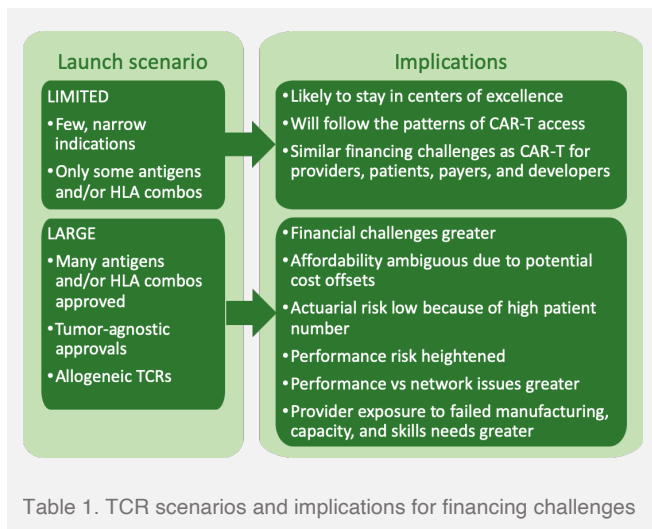 Launch scenario
LIMITED
•Few, narrow
indications
•Only some antigens
and/or HLA combos
LARGE
•Many antigens
and/or HLA combos
approved
•Tumor-agnostic
approvals
•Allogeneic TCRs
Implications
•Likely to stay in centers of excellence
•Will follow the patterns of CAR-T access
•Similar financing challenges as CAR-T for
providers, patients, payers, and developers
•Financial challenges greater
•Affordability ambiguous due to potential
cost offsets
•Actuarial risk low because of high patient
number
•Performance risk heightened
•Performance vs network issues greater
•Provider exposure to failed manufacturing,
capacity, and skills needs greater
Table 1. TCR scenarios and implications for financing challenges